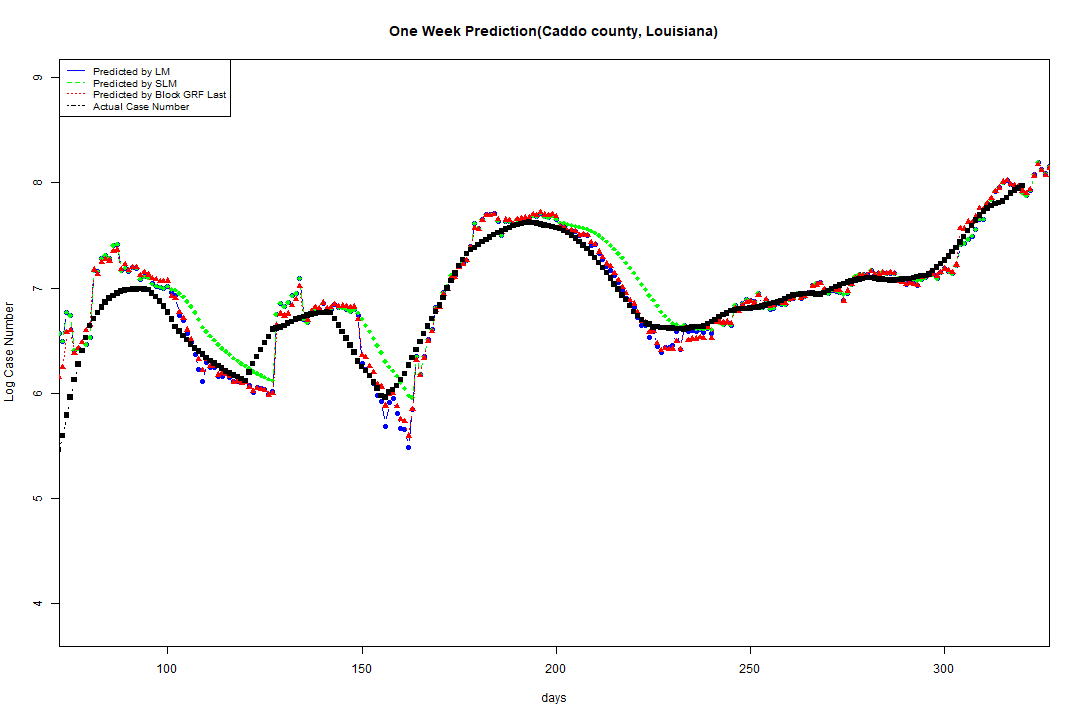 One Week Prediction(Caddo county, Louisiana)
Predicted by LM
Predicted by SLM
Predicted by Block GRF Last
Actual Case Number
9
8
7
6
5
4
Log Case Number
100 150 200 250 300
days